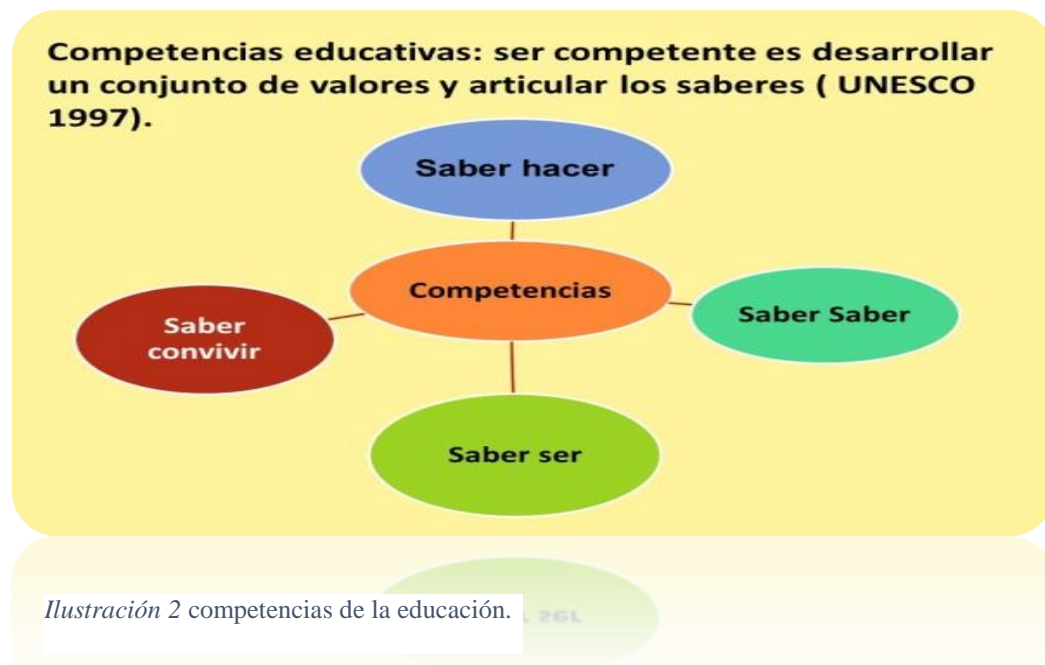 Competencias educativas: ser competente es desarrollar
un conjunto de valores y articular los saberes ( UNESCO
1997).
Saber hacer
Competencias
Saber Saber
Saber
convivir
Saber ser
Ilustración 2 competencias de la educación.